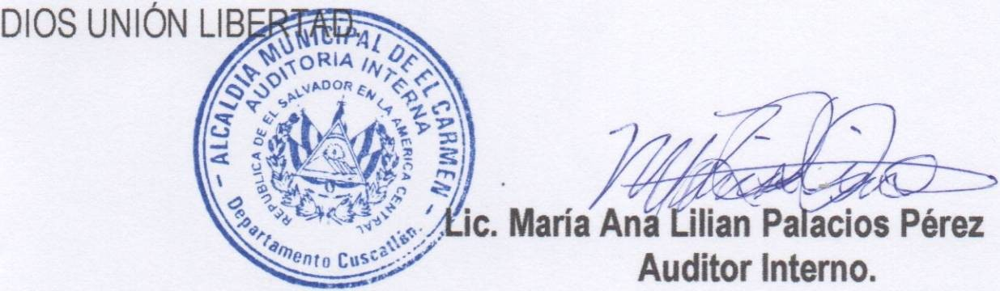 DIOS UNIÓN LIBERTAD.
ALCALDIA MUNICIPAL DE EL CARMEN
AUDITORIA INTERNA
REPUBLICA DE EL SALVADOR EN LA AMERICA CENTRAL
- Departamento Cuscatlán. -
Lic. María Ana Lilian Palacios Pérez
Auditor Interno.